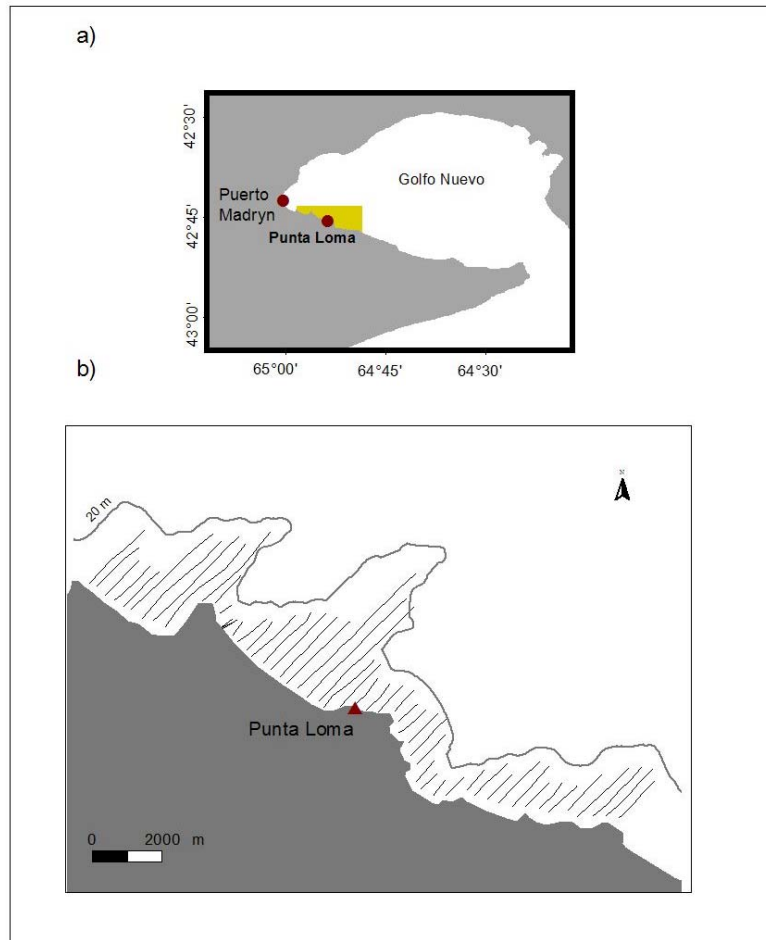 a)
42°30'
42°45'
43°00'
Golfo Nuevo
Puerto
Madryn
Punta Loma
65°00'
64°45'
64°30'
b)
N
20 m
Punta Loma
0 2000 m